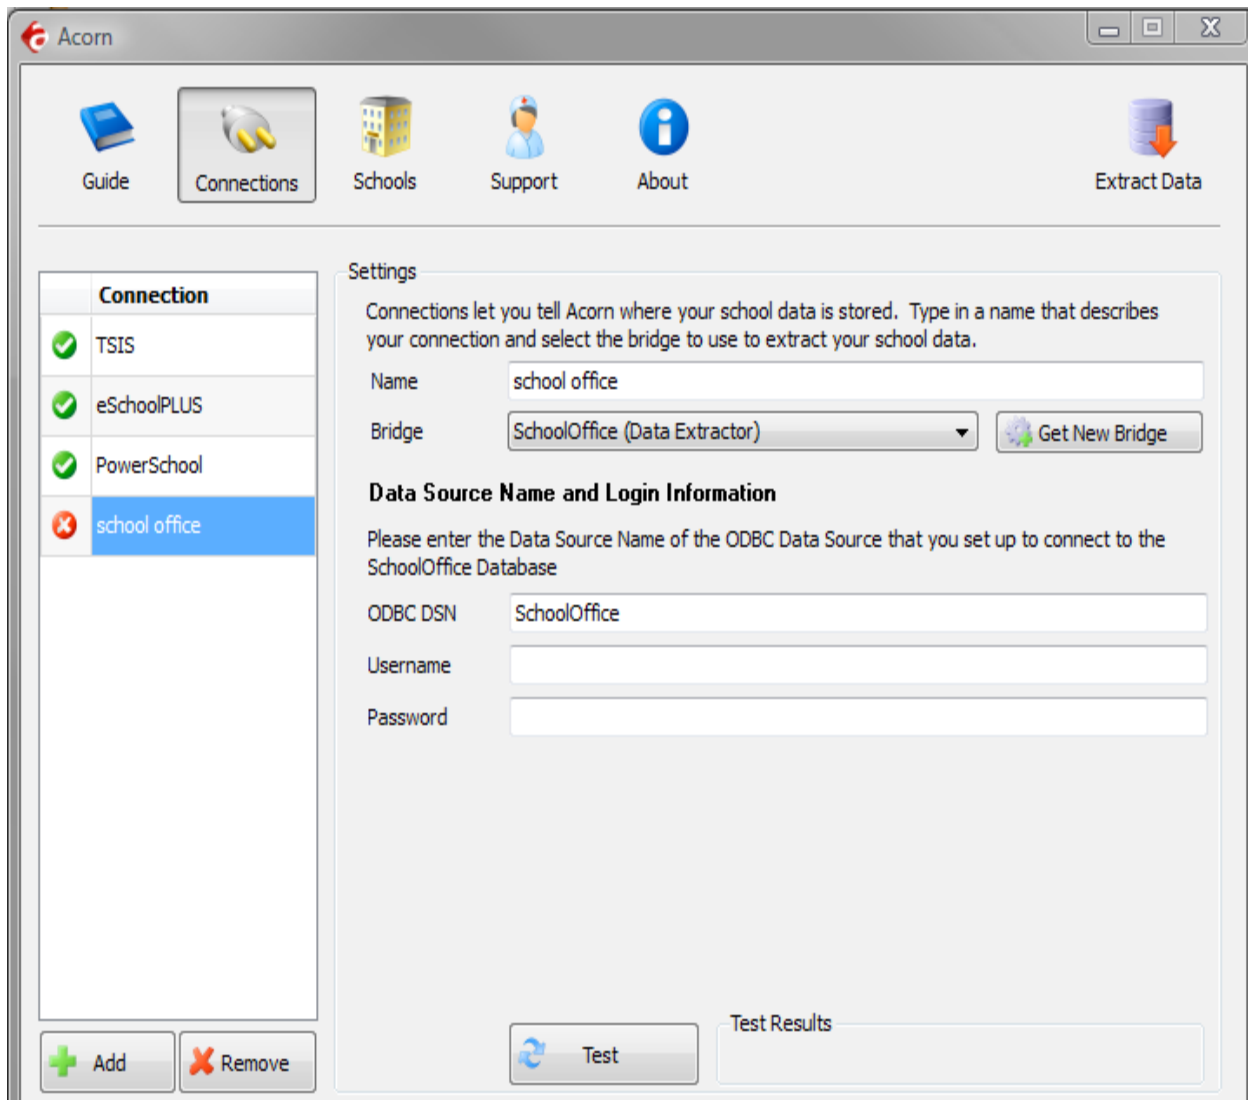 Acorn
Guide
Connections
Schools
Support
About
Extract Data
Connection
TSIS
eSchoolPLUS
PowerSchool
school office
Add
Remove
Settings
Connections let you tell Acorn where your school data is stored. Type in a name that describes
your connection and select the bridge to use to extract your school data.
Name
school office
Bridge
SchoolOffice (Data Extractor)
Get New Bridge
Data Source Name and Login Information
Please enter the Data Source Name of the ODBC Data Source that you set up to connect to the
SchoolOffice Database
ODBC DSN
SchoolOffice
Username
Password
Test
Test Results